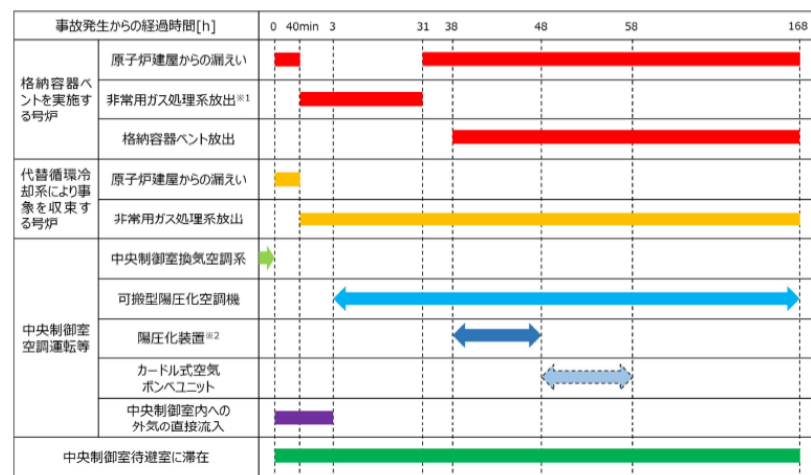 事故発生からの経過時間[h]
0 40min 3 31 38 48 58 168
格納容器ベ
ントを実施す
る号炉
原子炉建屋からの漏えい
非常用ガス処理系放出※1
格納容器ベント放出
代替循環冷
却系により事
象を収束す
る号炉
原子炉建屋からの漏えい
非常用ガス処理系放出
中央制御室
空調運転等
中央制御室換気空調系
可搬型陽圧化空調機
陽圧化装置※2
カードル式空気
ボンベユニット
中央制御室内への
外気の直接流入
中央制御室待避室に滞在